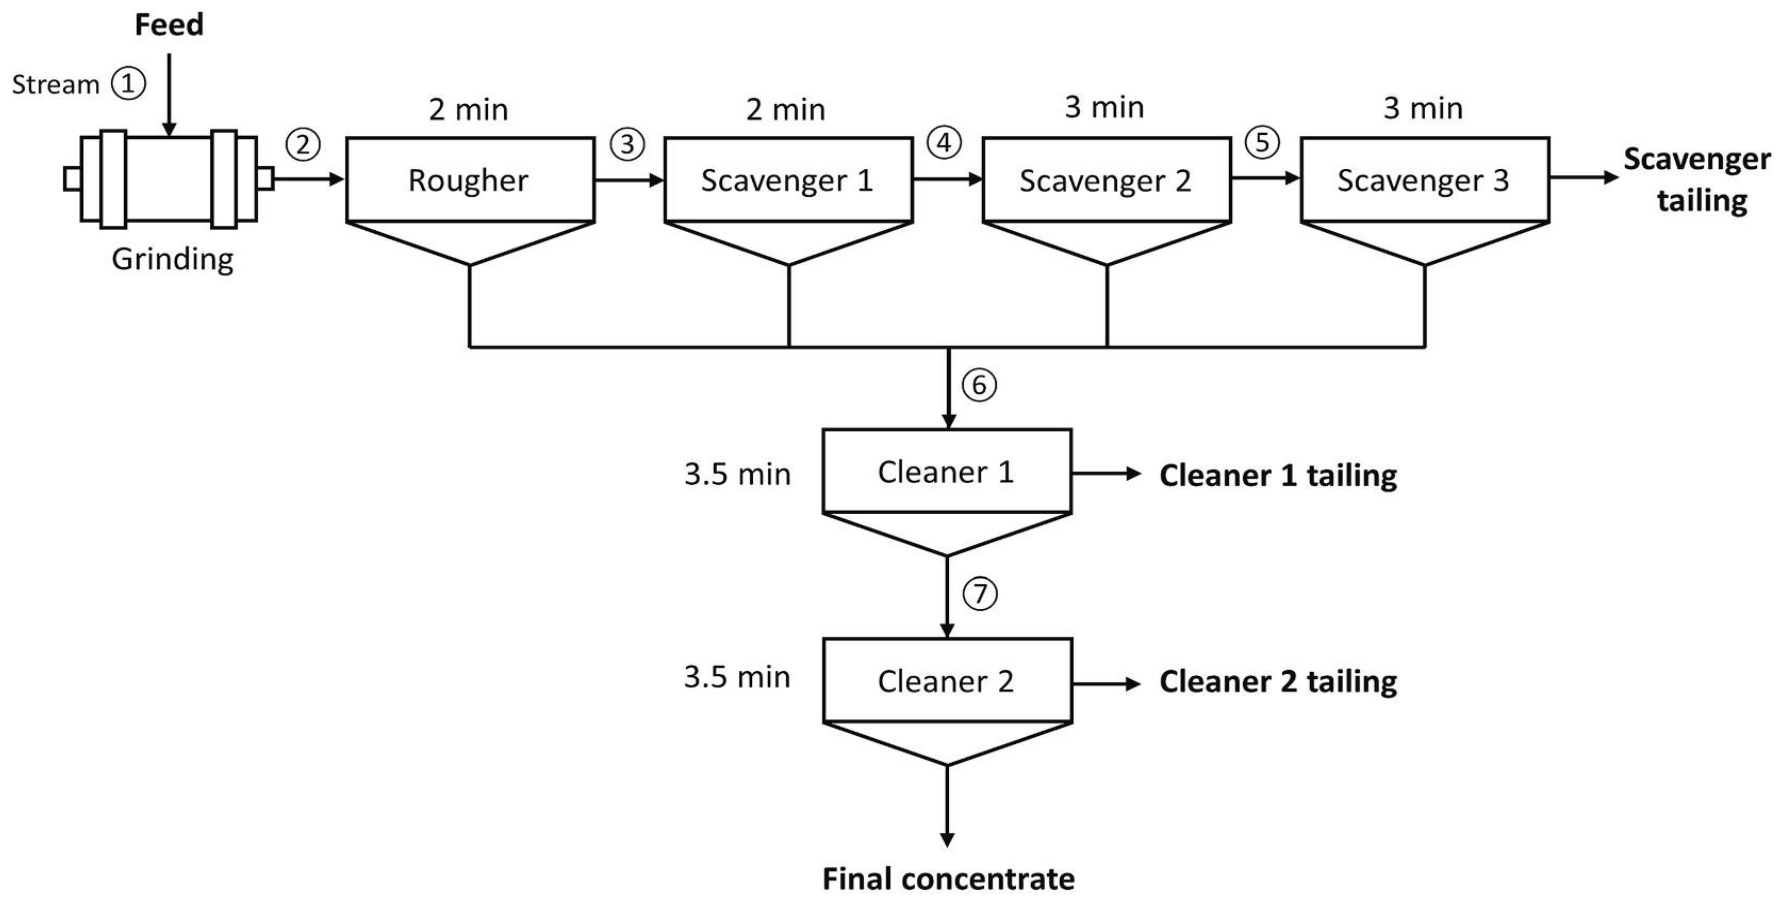 Feed
Stream ①
2 min
2 min
3 min
3 min
②
③
④
⑤
Rougher
Scavenger 1
Scavenger 2
Scavenger 3
Scavenger
tailing
Grinding
⑥
3.5 min
Cleaner 1
Cleaner 1 tailing
⑦
3.5 min
Cleaner 2
Cleaner 2 tailing
Final concentrate